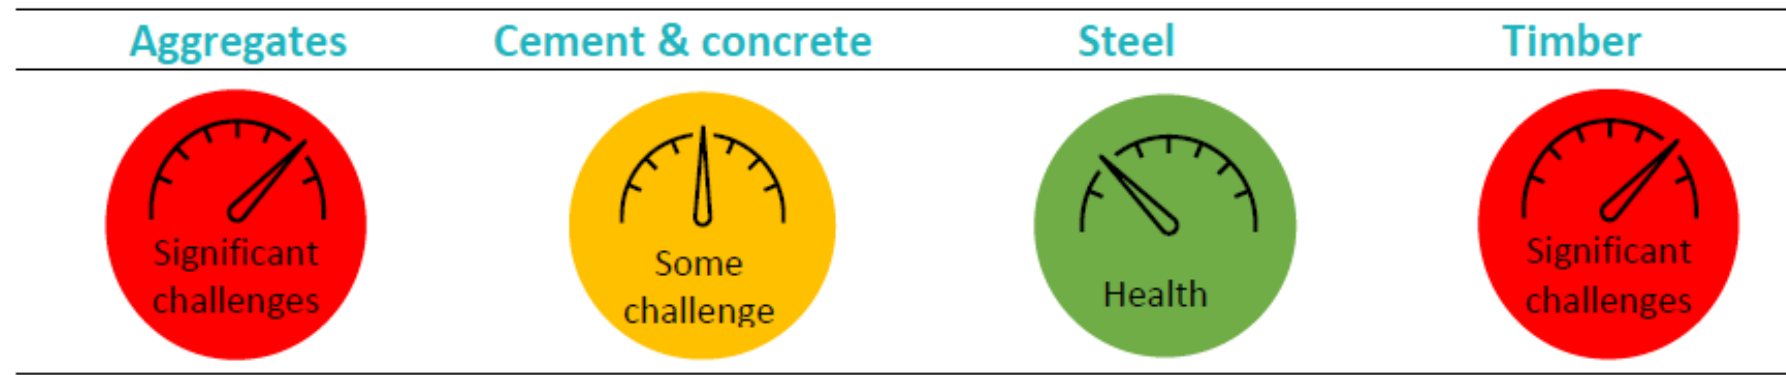 Aggregates Cement & concrete Steel Timber
Significant
challenges
Some
challenge
Health
Significant
challenges